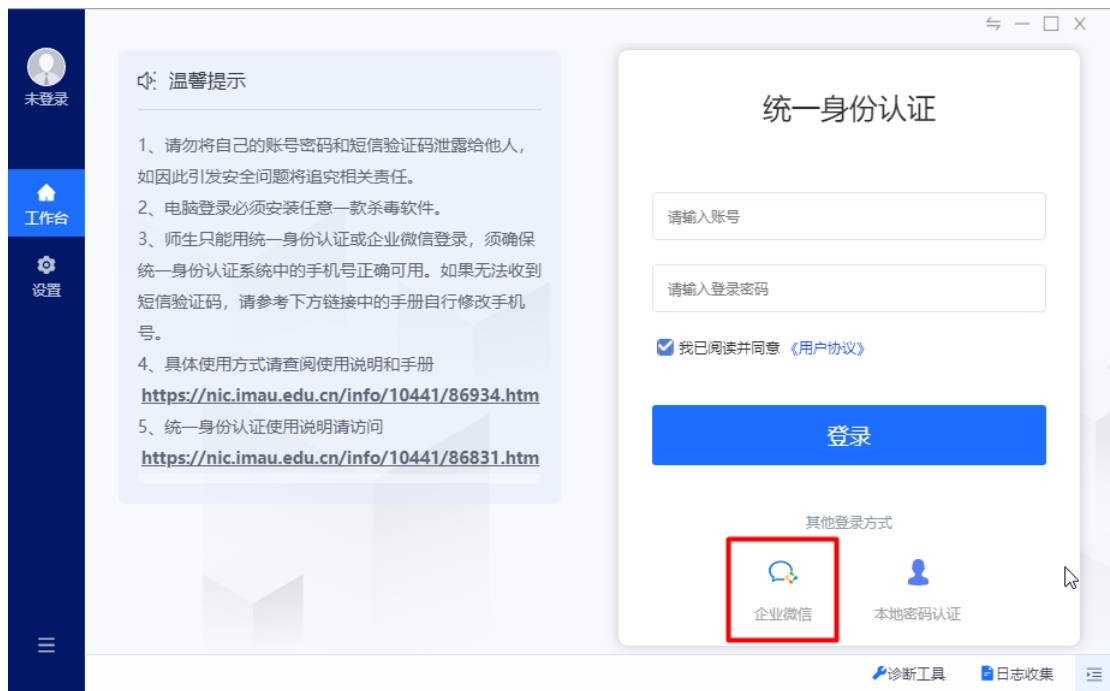 未登录
工作台
设置
温馨提示
1、请勿将自己的账号密码和短信验证码泄露给他人，
如因此引发安全问题将追究相关责任。
2、电脑登录必须安装任意一款杀毒软件。
3、师生只能用统一身份认证或企业微信登录，须确保
统一身份认证系统中的手机号正确可用。如果无法收到
短信验证码，请参考下方链接中的手册自行修改手机
号。
4、具体使用方式请查阅使用说明和手册
https://nic.imau.edu.cn/info/10441/86934.htm
5、统一身份认证使用说明请访问
https://nic.imau.edu.cn/info/10441/86831.htm
统一身份认证
请输入账号
请输入登录密码
我已阅读并同意 《用户协议》
登录
其他登录方式
企业微信
本地密码认证
诊断工具
日志收集